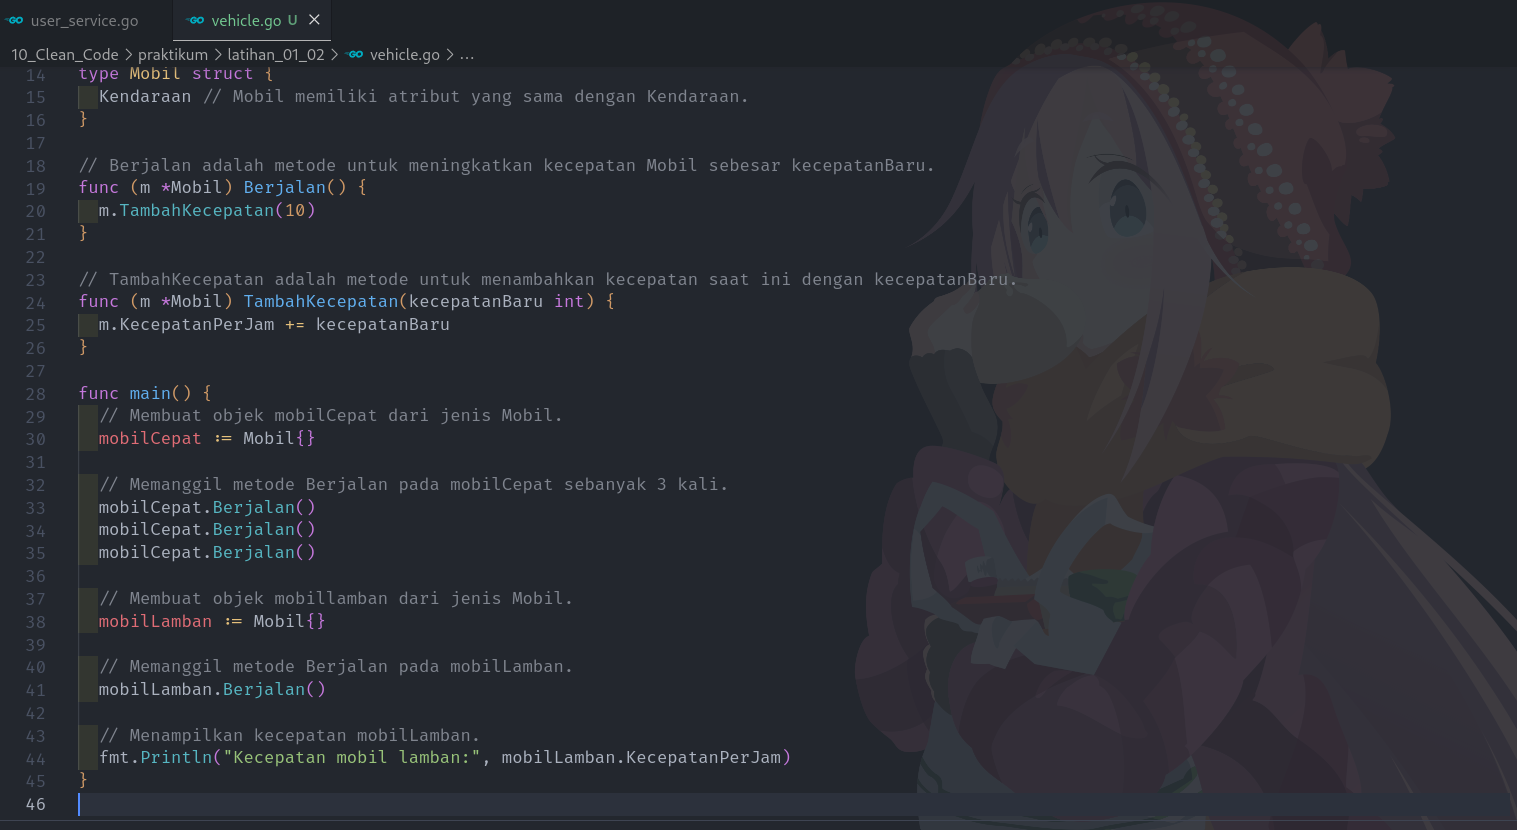 user_service.go vehicle.go U
10_Clean_Code > praktikum > latihan_01_02 > vehicle.go > ...
14 type Mobil struct {
15 Kendaraan // Mobil memiliki atribut yang sama dengan Kendaraan.
16 }
17
18 // Berjalan adalah metode untuk meningkatkan kecepatan Mobil sebesar kecepatanBaru.
19 func (m *Mobil) Berjalan() {
20 m.TambahKecepatan(10)
21 }
22
23 // TambahKecepatan adalah metode untuk menambahkan kecepatan saat ini dengan kecepatanBaru.
24 func (m *Mobil) TambahKecepatan(kecepatanBaru int) {
25 m.KecepatanPerJam += kecepatanBaru
26 }
27
28 func main() {
29 // Membuat objek mobilCepat dari jenis Mobil.
30 mobilCepat := Mobil{}
31
32 // Memanggil metode Berjalan pada mobilCepat sebanyak 3 kali.
33 mobilCepat.Berjalan()
34 mobilCepat.Berjalan()
35 mobilCepat.Berjalan()
36
37 // Membuat objek mobillamban dari jenis Mobil.
38 mobilLamban := Mobil{}
39
40 // Memanggil metode Berjalan pada mobilLamban.
41 mobilLamban.Berjalan()
42
43 // Menampilkan kecepatan mobilLamban.
44 fmt.Println("Kecepatan mobil lamban:", mobilLamban.KecepatanPerJam)
45 }
46